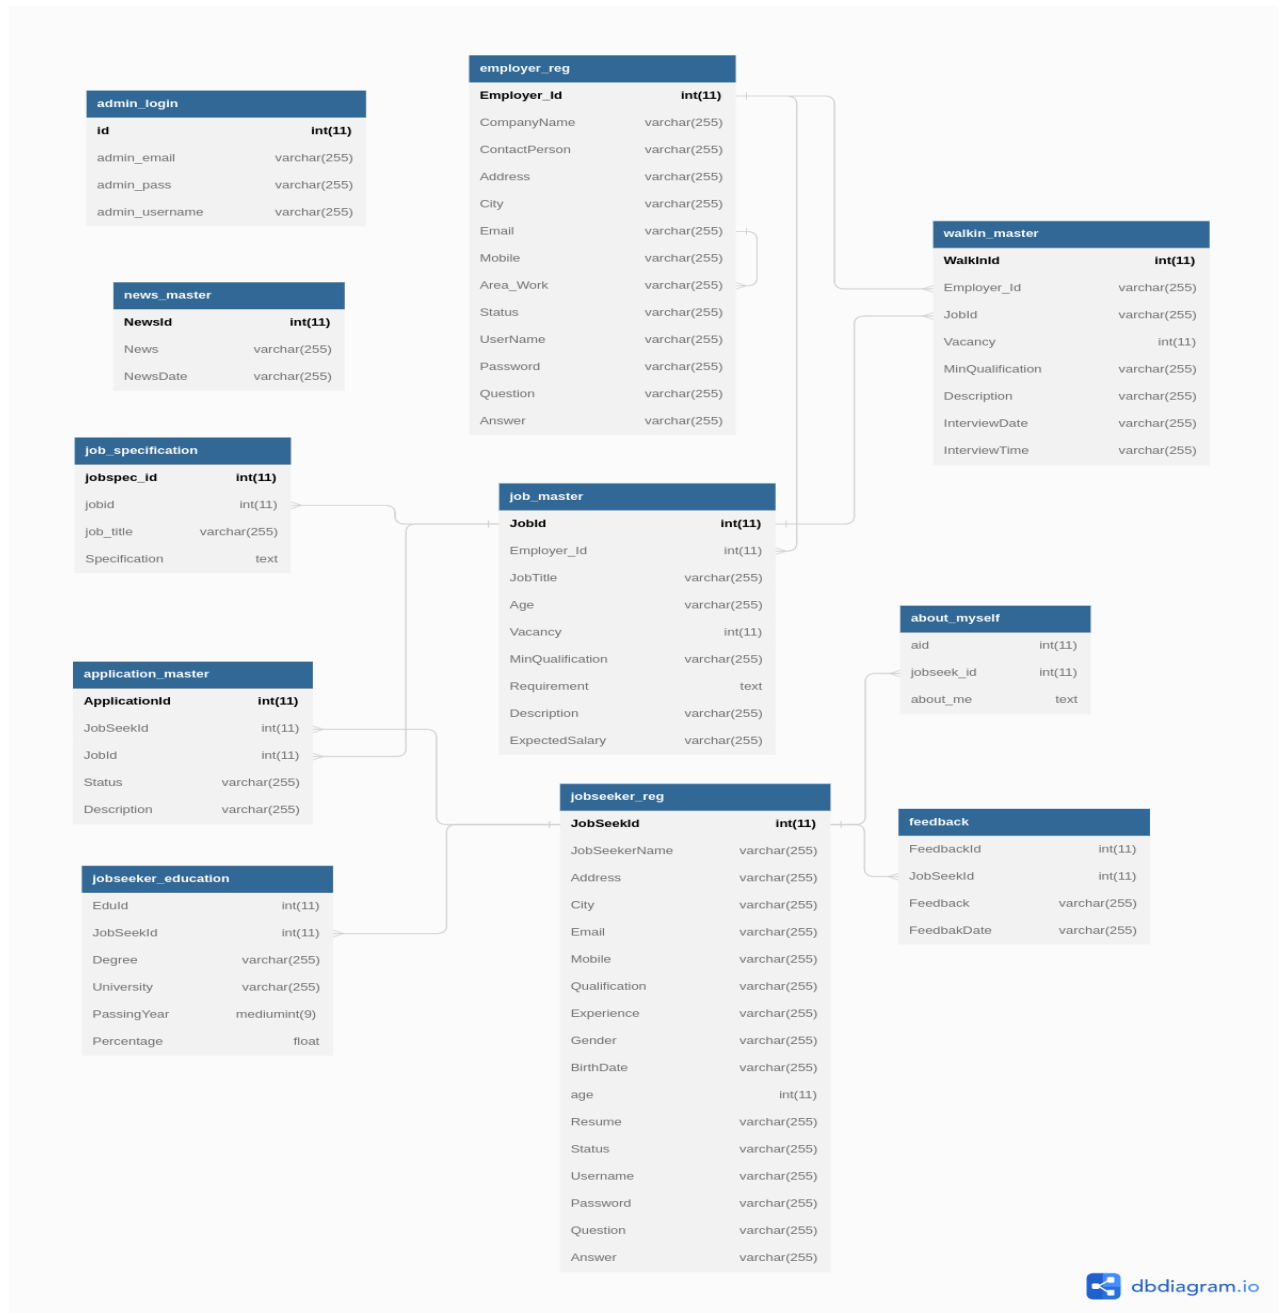 admin_login
id int(11)
admin_email varchar(255)
admin_pass varchar(255)
admin_username varchar(255)
news_master
NewsId int(11)
News varchar(255)
NewsDate varchar(255)
employer_reg
Employer_Id int(11)
CompanyName varchar(255)
ContactPerson varchar(255)
Address varchar(255)
City varchar(255)
Email varchar(255)
Mobile varchar(255)
Area_Work varchar(255)
Status varchar(255)
UserName varchar(255)
Password varchar(255)
Question varchar(255)
Answer varchar(255)
walkin_master
WalkInId int(11)
Employer_Id varchar(255)
JobId varchar(255)
Vacancy int(11)
MinQualification varchar(255)
Description varchar(255)
InterviewDate varchar(255)
InterviewTime varchar(255)
job_specification
jobspec_id int(11)
jobid int(11)
job_title varchar(255)
Specification text
job_master
JobId int(11)
Employer_Id int(11)
JobTitle varchar(255)
Age varchar(255)
Vacancy int(11)
MinQualification varchar(255)
Requirement text
Description varchar(255)
ExpectedSalary varchar(255)
about_myself
aid int(11)
jobseek_id int(11)
about_me text
application_master
ApplicationId int(11)
JobSeekId int(11)
JobId int(11)
Status varchar(255)
Description varchar(255)
jobseeker_reg
JobSeekId int(11)
JobSeekerName varchar(255)
Address varchar(255)
City varchar(255)
Email varchar(255)
Mobile varchar(255)
Qualification varchar(255)
Experience varchar(255)
Gender varchar(255)
BirthDate varchar(255)
age int(11)
Resume varchar(255)
Status varchar(255)
Username varchar(255)
Password varchar(255)
Question varchar(255)
Answer varchar(255)
feedback
FeedbackId int(11)
JobSeekId int(11)
Feedback varchar(255)
FeedbakDate varchar(255)
jobseeker_education
EduId int(11)
JobSeekId int(11)
Degree varchar(255)
University varchar(255)
PassingYear mediumint(9)
Percentage float
dbdiagram.io